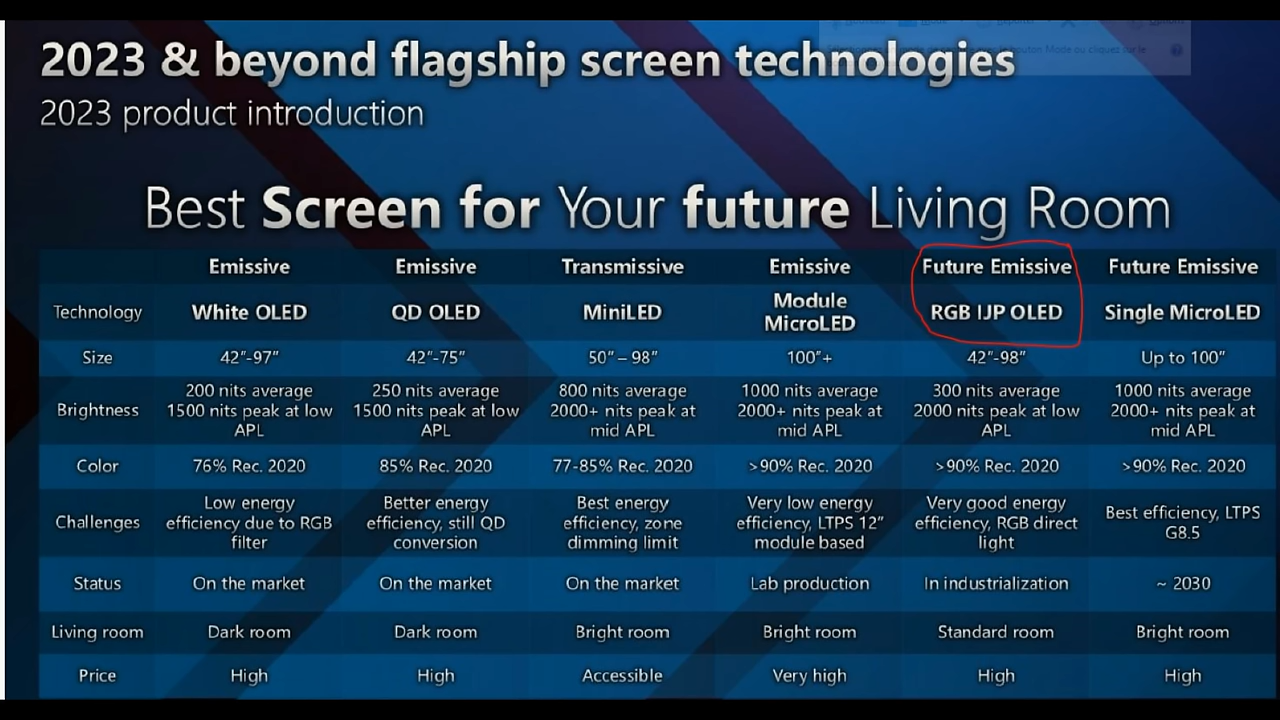 2023 & beyond flagship screen technologies
2023 product introduction
Best Screen for Your future Living Room
Emissive Emissive Transmissive Emissive Future Emissive Future Emissive
Technology White OLED QD OLED MiniLED Module MicroLED RGB IJP OLED Single MicroLED
Size 42”-97” 42”-75” 50” – 98” 100”+ 42”-98” Up to 100”
Brightness 200 nits average 1500 nits peak at low APL 250 nits average 1500 nits peak at low APL 800 nits average 2000+ nits peak at mid APL 1000 nits average 2000+ nits peak at mid APL 300 nits average 2000 nits peak at low APL 1000 nits average 2000+ nits peak at mid APL
Color 76% Rec. 2020 85% Rec. 2020 77-85% Rec. 2020 >90% Rec. 2020 >90% Rec. 2020 >90% Rec. 2020
Challenges Low energy efficiency due to RGB filter Better energy efficiency, still QD conversion Best energy efficiency, zone dimming limit Very low energy efficiency, LTPS 12” module based Very good energy efficiency, RGB direct light Best efficiency, LTPS G8.5
Status On the market On the market On the market Lab production In industrialization ~ 2030
Living room Dark room Dark room Bright room Bright room Standard room Bright room
Price High High Accessible Very high High High